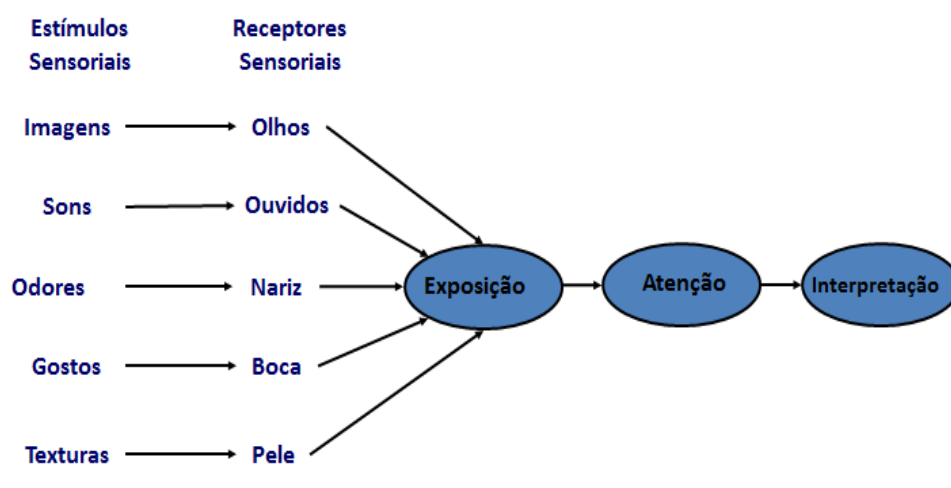 Estímulos Receptores
Sensoriais Sensoriais
Imagens Olhos
Sons Ouvidos
Odores Nariz Exposição Atenção Interpretação
Gostos Boca
Texturas Pele